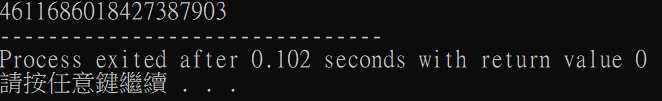 4611686018427387903
--------------------------------
Process exited after 0.102 seconds with return value 0
請按任意鍵繼續 . . .